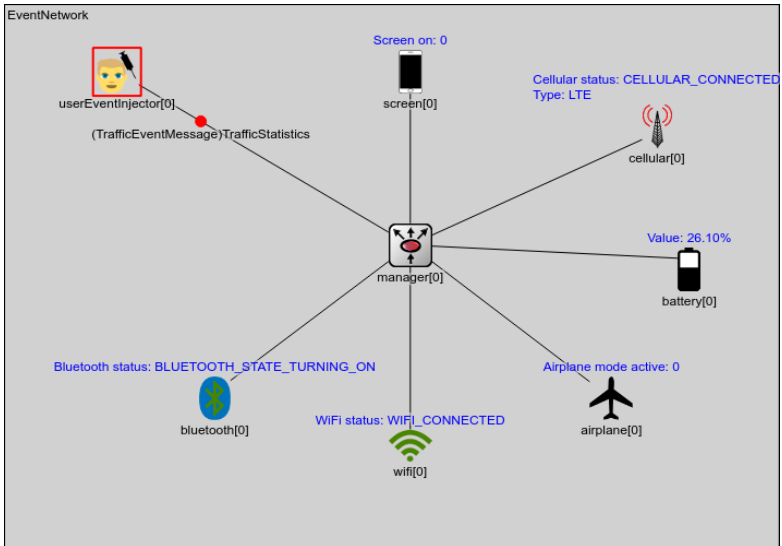 EventNetwork
Screen on: 0
Cellular status: CELLULAR_CONNECTED
Type: LTE
userEventInjector[0]
screen[0]
(TrafficEventMessage)TrafficStatistics
cellular[0]
Value: 26.10%
manager[0]
battery[0]
Bluetooth status: BLUETOOTH_STATE_TURNING_ON
Airplane mode active: 0
WiFi status: WIFI_CONNECTED
bluetooth[0]
airplane[0]
wifi[0]